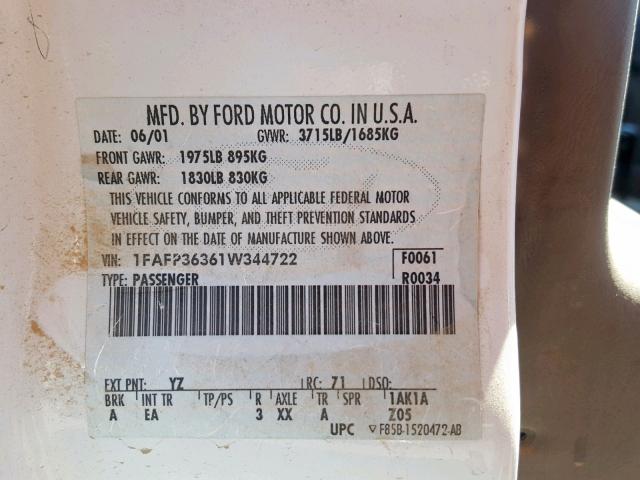 MFD. BY FORD MOTOR CO. IN U.S.A.
DATE: 06/01 GVWR: 3715LB/1685KG
FRONT GAWR: 1975LB 895KG
REAR GAWR: 1830LB 830KG
THIS VEHICLE CONFORMS TO ALL APPLICABLE FEDERAL MOTOR
VEHICLE SAFETY, BUMPER, AND THEFT PREVENTION STANDARDS
IN EFFECT ON THE DATE OF MANUFACTURE SHOWN ABOVE.
VIN: 1FAFP36361W344722 F0061
TYPE: PASSENGER R0034
EXT PNT: YZ RC: 71 DSO:
BRK INT TR TP/PS R AXLE TR SPR 1AK1A
A EA 3 XX A Z05
UPC ▽ F85B-1520472-AB